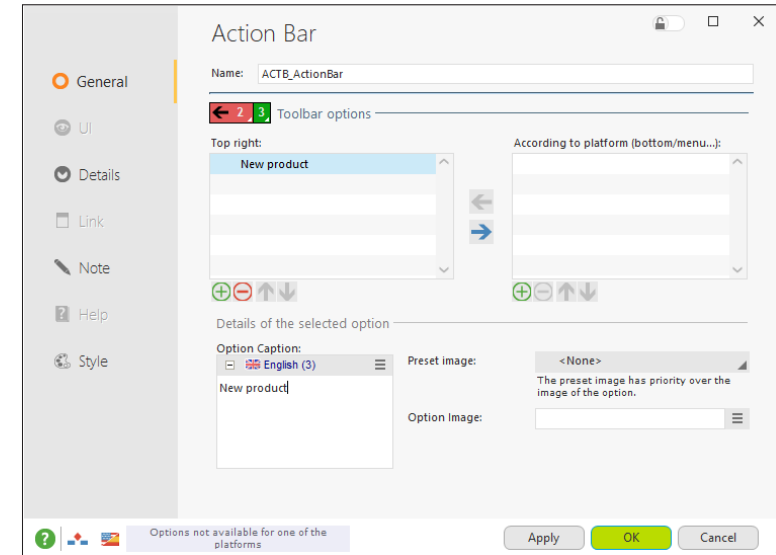 Action Bar
Name: ACTB_ActionBar
General
UI
Details
Link
Note
Help
Style
2 3 Toolbar options
Top right:
New product
According to platform (bottom/menu...):
Details of the selected option
Option Caption:
English (3)
New product
Preset image: <None>
The preset image has priority over the
image of the option.
Option Image:
Options not available for one of the
platforms
Apply OK Cancel